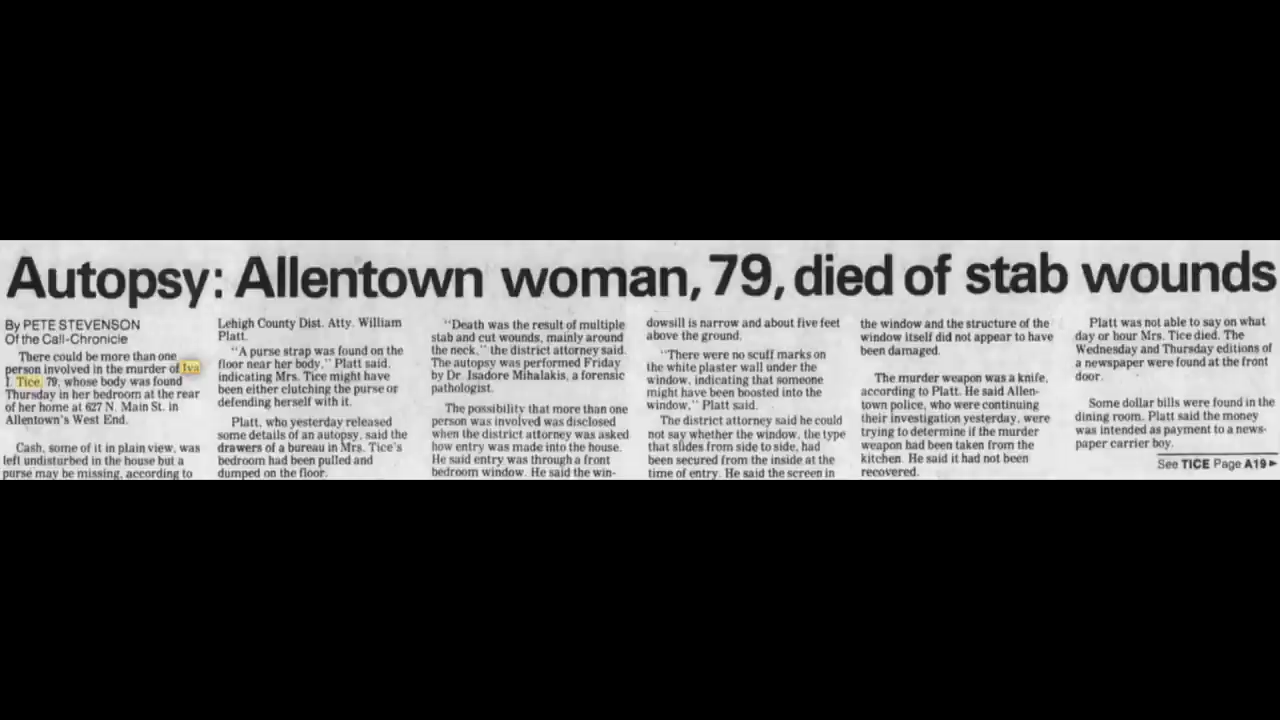 Autopsy: Allentown woman, 79, died of stab wounds
By PETE STEVENSON
Of the Call-Chronicle
There could be more than one
person involved in the murder of Iva
I. Tice, 79, whose body was found
Thursday in her bedroom at the rear
of her home at 627 N. Main St. in
Allentown's West End.
Cash, some of it in plain view, was
left undisturbed in the house but a
purse may be missing, according to
Lehigh County Dist. Atty. William
Platt.
"A purse strap was found on the
floor near her body," Platt said,
indicating Mrs. Tice might have
been either clutching the purse or
defending herself with it.
Platt, who yesterday released
some details of an autopsy, said the
drawers of a bureau in Mrs. Tice's
bedroom had been pulled and
dumped on the floor.
"Death was the result of multiple
stab and cut wounds, mainly around
the neck," the district attorney said.
The autopsy was performed Friday
by Dr. Isadore Mihalakis, a forensic
pathologist.
The possibility that more than one
person was involved was disclosed
when the district attorney was asked
how entry was made into the house.
He said entry was through a front
bedroom window. He said the win-
dowsill is narrow and about five feet
above the ground.
"There were no scuff marks on
the white plaster wall under the
window, indicating that someone
might have been boosted into the
window," Platt said.
The district attorney said he could
not say whether the window, the type
that slides from side to side, had
been secured from the inside at the
time of entry. He said the screen in
the window and the structure of the
window itself did not appear to have
been damaged.
The murder weapon was a knife,
according to Platt. He said Allen-
town police, who were continuing
their investigation yesterday, were
trying to determine if the murder
weapon had been taken from the
kitchen. He said it had not been
recovered.
Platt was not able to say on what
day or hour Mrs. Tice died. The
Wednesday and Thursday editions of
a newspaper were found at the front
door.
Some dollar bills were found in the
dining room. Platt said the money
was intended as payment to a news-
paper carrier boy.
See TICE Page A19►